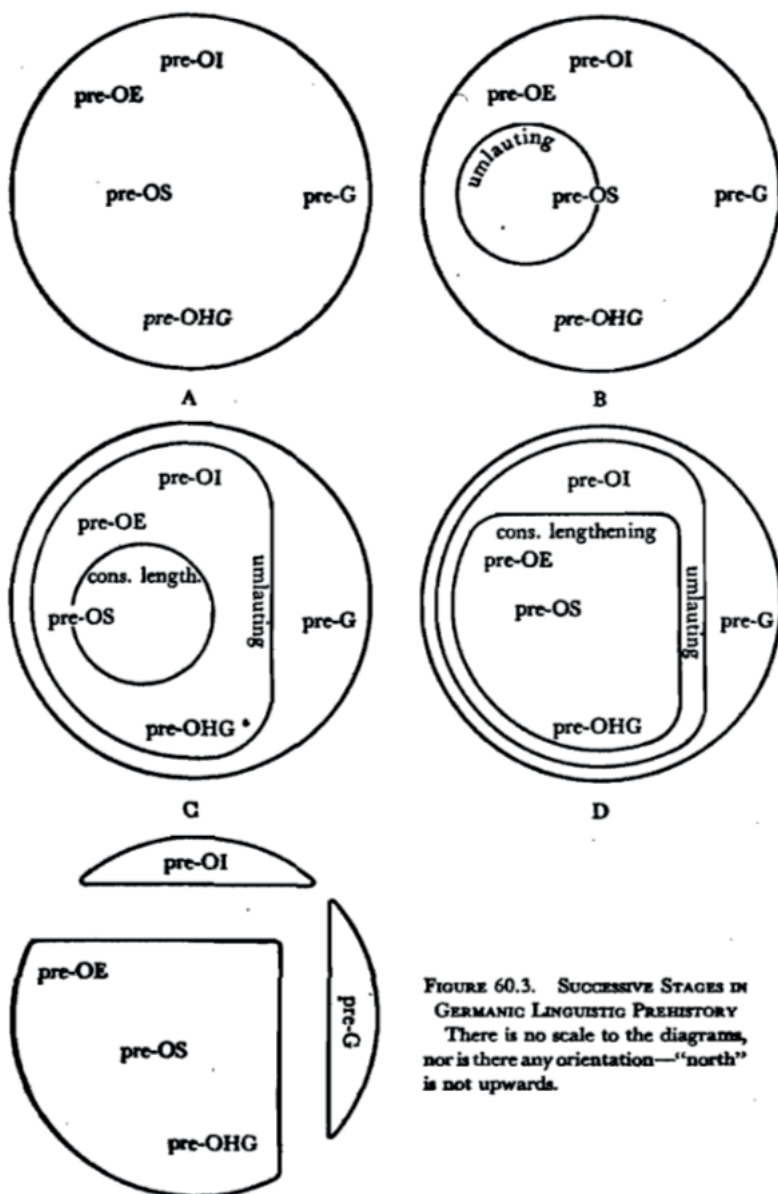 pre-OI
pre-OE
pre-OS
pre-G
pre-OHG
A
pre-OI
pre-OE
umlauting
pre-OS
pre-G
pre-OHG
B
pre-OI
pre-OE
cons. length.
umlauting
pre-OS
pre-G
pre-OHG
C
pre-OI
cons. lengthening
pre-OE
umlauting
pre-OS
pre-G
pre-OHG
D
pre-OI
pre-OE
pre-G
pre-OS
pre-OHG
FIGURE 60.3. SUCCESSIVE STAGES IN
GERMANIC LINGUISTIC PREHISTORY
There is no scale to the diagrams,
nor is there any orientation—“north”
is not upwards.